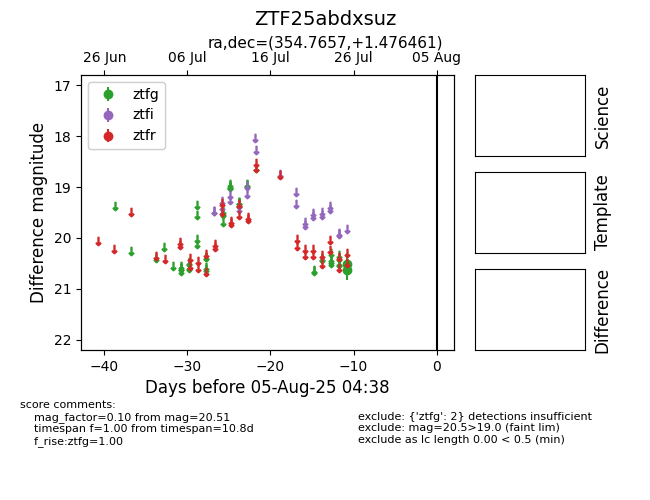 ZTF25abdxsuz
ra,dec=(354.7657,+1.476461)
26 Jun 06 Jul 16 Jul 26 Jul 05 Aug
ztfg
ztfi
ztfr
17
18
19
20
21
22
Difference magnitude
−40 −30 −20 −10 0
Days before 05-Aug-25 04:38
Science
Template
Difference
score comments:
mag_factor=0.10 from mag=20.51
timespan f=1.00 from timespan=10.8d
f_rise:ztfg=1.00
exclude: {'ztfg': 2} detections insufficient
exclude: mag=20.5>19.0 (faint lim)
exclude as lc length 0.00 < 0.5 (min)